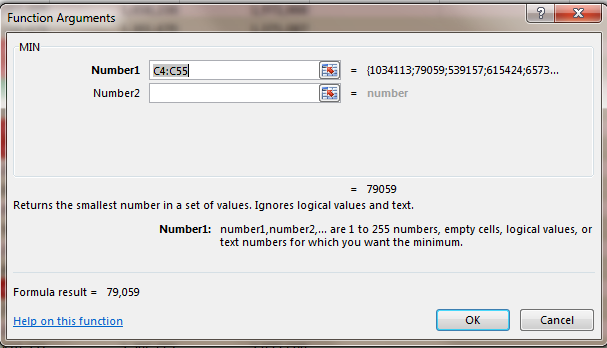 Function Arguments
MIN
Number1 C4:C55 = {1034113;79059;539157;615424;6573...
Number2 = number
= 79059
Returns the smallest number in a set of values. Ignores logical values and text.
Number1: number1,number2,... are 1 to 255 numbers, empty cells, logical values, or
text numbers for which you want the minimum.
Formula result = 79,059
Help on this function
OK Cancel